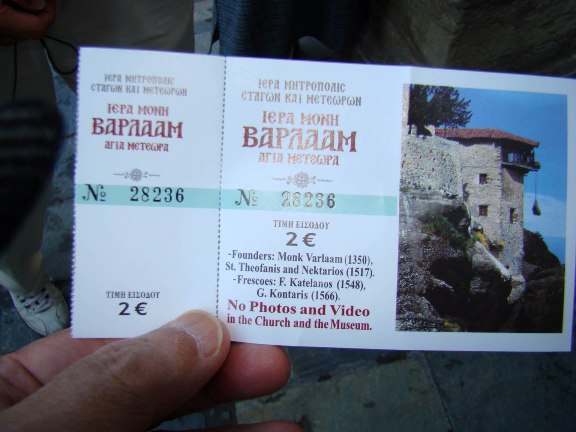 ΙΕΡΑ ΜΗΤΡΟΠΟΛΙΣ
ΣΤΑΓΩΝ ΚΑΙ ΜΕΤΕΩΡΩΝ
ΙΕΡΑ ΜΟΝΗ
ΒΑΡΛΑΑΜ
ΑΓΙΑ ΜΕΤΕΩΡΑ
№ 28236
ΤΙΜΗ ΕΙΣΟΔΟΥ
2 €
ΙΕΡΑ ΜΗΤΡΟΠΟΛΙΣ
ΣΤΑΓΩΝ ΚΑΙ ΜΕΤΕΩΡΩΝ
ΙΕΡΑ ΜΟΝΗ
ΒΑΡΛΑΑΜ
ΑΓΙΑ ΜΕΤΕΩΡΑ
№ 28236
ΤΙΜΗ ΕΙΣΟΔΟΥ
2 €
-Founders: Monk Varlaam (1350),
St. Theofanis and Nektarios (1517).
-Frescoes: F. Katelanos (1548),
G. Kontaris (1566).
No Photos and Video
in the Church and the Museum.